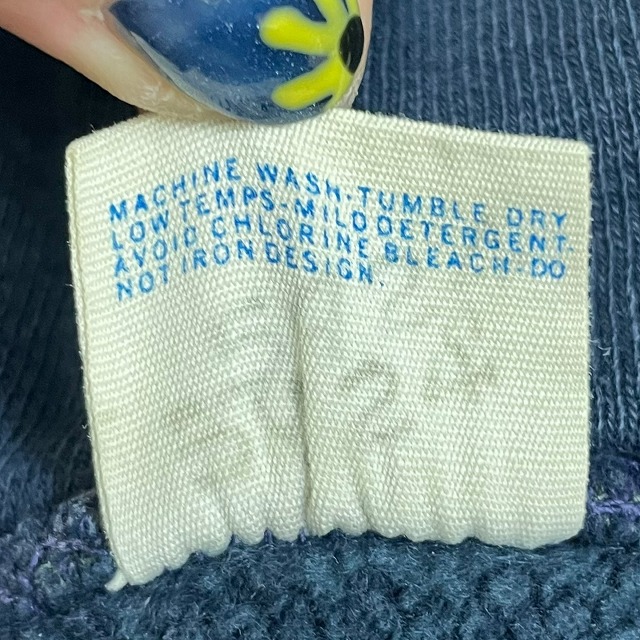 MACHINE WASH-TUMBLE DRY
LOW TEMPS-MILD DETERGENT-
AVOID CHLORINE BLEACH-DO
NOT IRON DESIGN.